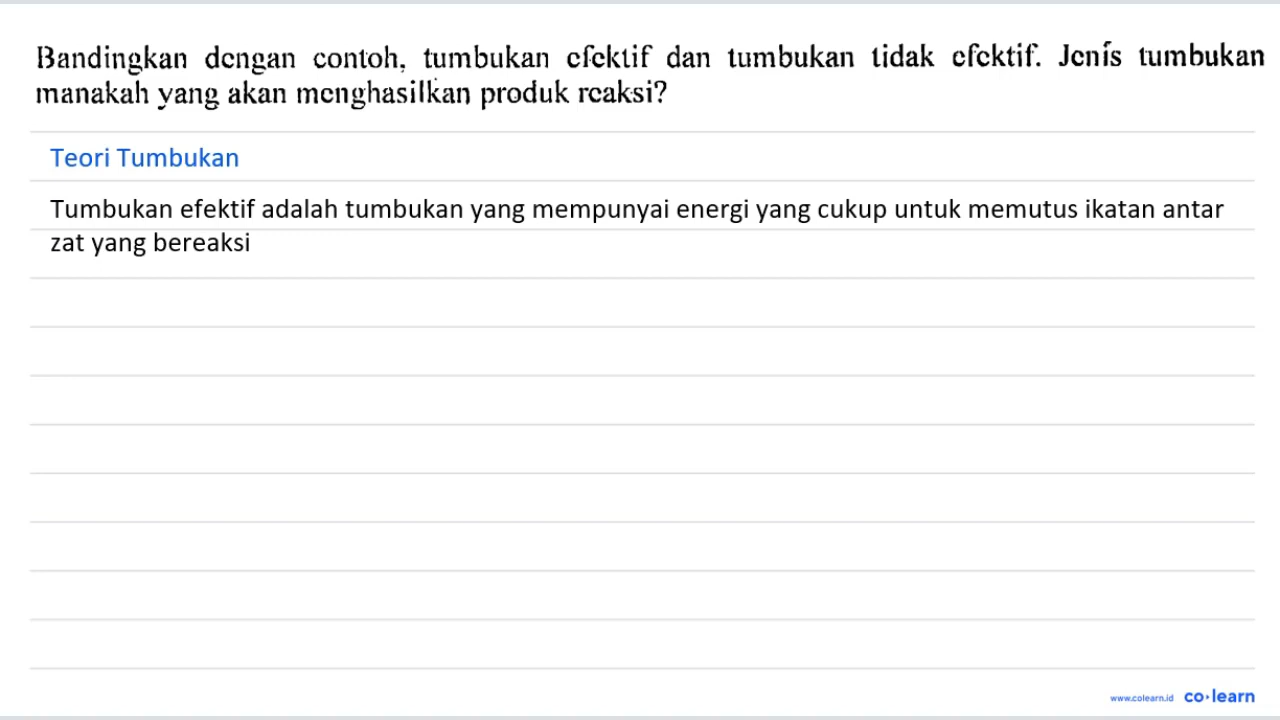 Bandingkan dengan contoh, tumbukan efektif dan tumbukan tidak efektif. Jenis tumbukan
manakah yang akan menghasilkan produk reaksi?
Teori Tumbukan
Tumbukan efektif adalah tumbukan yang mempunyai energi yang cukup untuk memutus ikatan antar
zat yang bereaksi
www.colearn.id co·learn